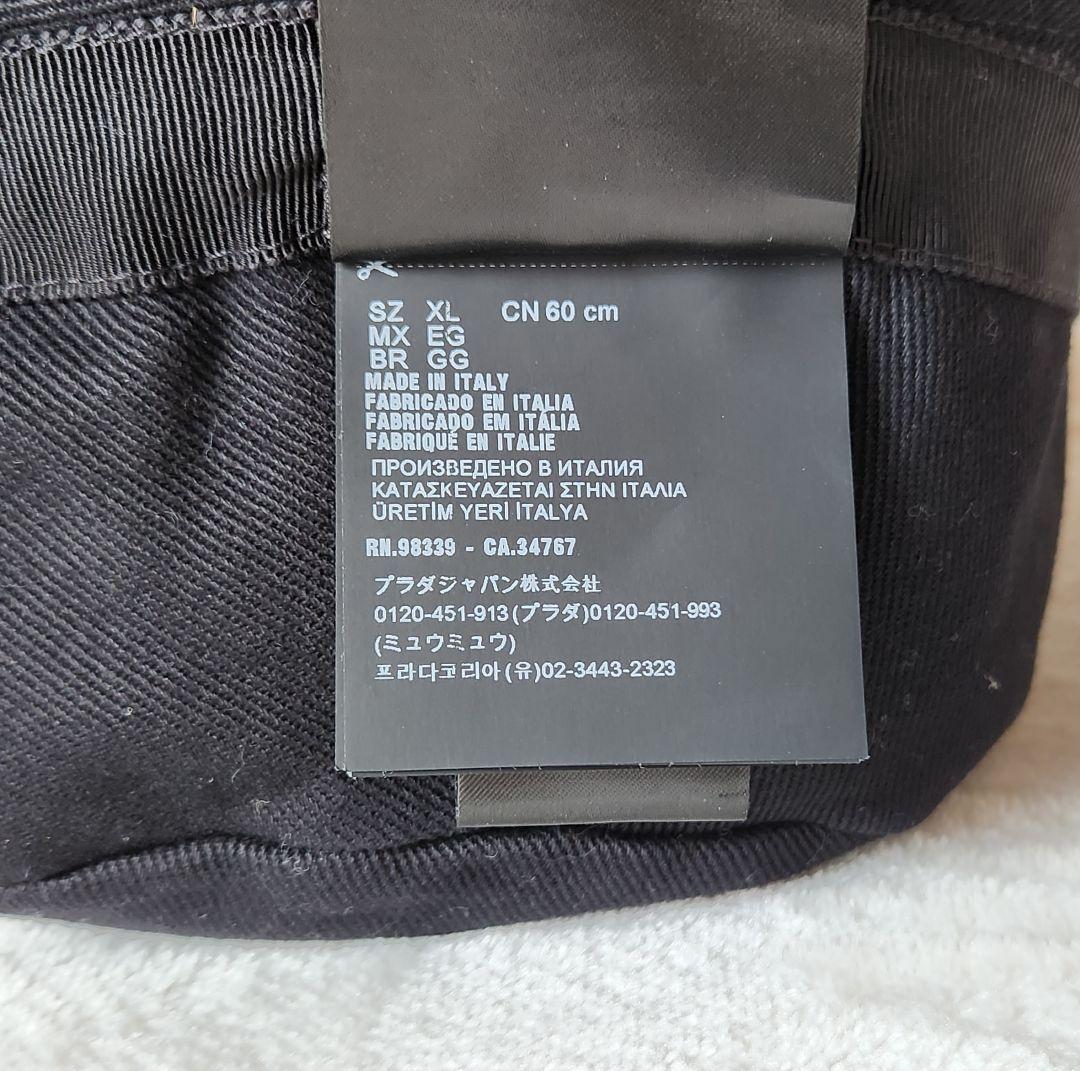 SZ XL CN 60 cm
MX EG
BR GG
MADE IN ITALY
FABRICADO EN ITALIA
FABRICADO EM ITÁLIA
FABRIQUÉ EN ITALIE
ПРОИЗВЕДЕНО В ИТАЛИЯ
ΚΑΤΑΣΚΕΥΑΖΕΤΑΙ ΣΤΗΝ ΙΤΑΛΙΑ
ÜRETİM YERİ İTALYA
RN.98339 - CA.34767
プラダジャパン株式会社
0120-451-913(プラダ)0120-451-993
(ミュウミュウ)
프라다코리아(유)02-3443-2323